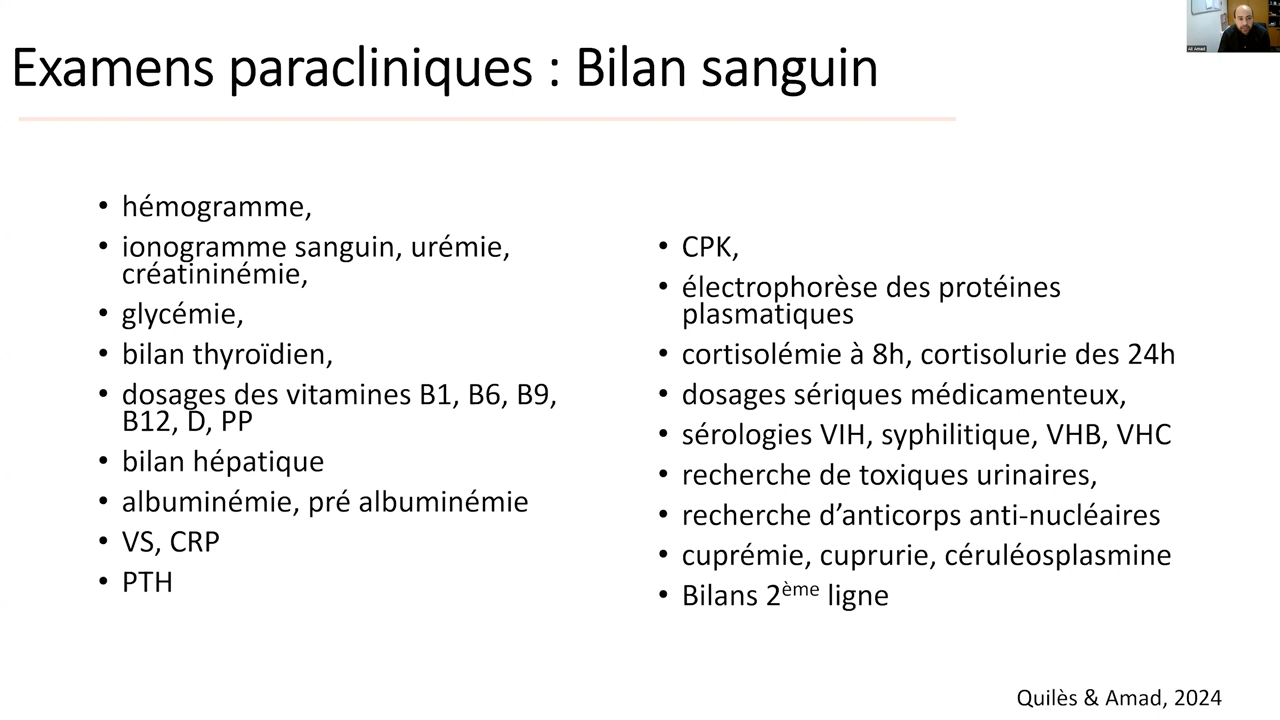 Examens paracliniques : Bilan sanguin
• hémogramme,
• ionogramme sanguin, urémie,
créatininémie,
• glycémie,
• bilan thyroïdien,
• dosages des vitamines B1, B6, B9,
B12, D, PP
• bilan hépatique
• albuminémie, pré albuminémie
• VS, CRP
• PTH
• CPK,
• électrophorèse des protéines
plasmatiques
• cortisolémie à 8h, cortisolurie des 24h
• dosages sériques médicamenteux,
• sérologies VIH, syphilitique, VHB, VHC
• recherche de toxiques urinaires,
• recherche d’anticorps anti-nucléaires
• cuprémie, cuprurie, céruléosplasmine
• Bilans 2ème ligne
Quilès & Amad, 2024
Ali Amad